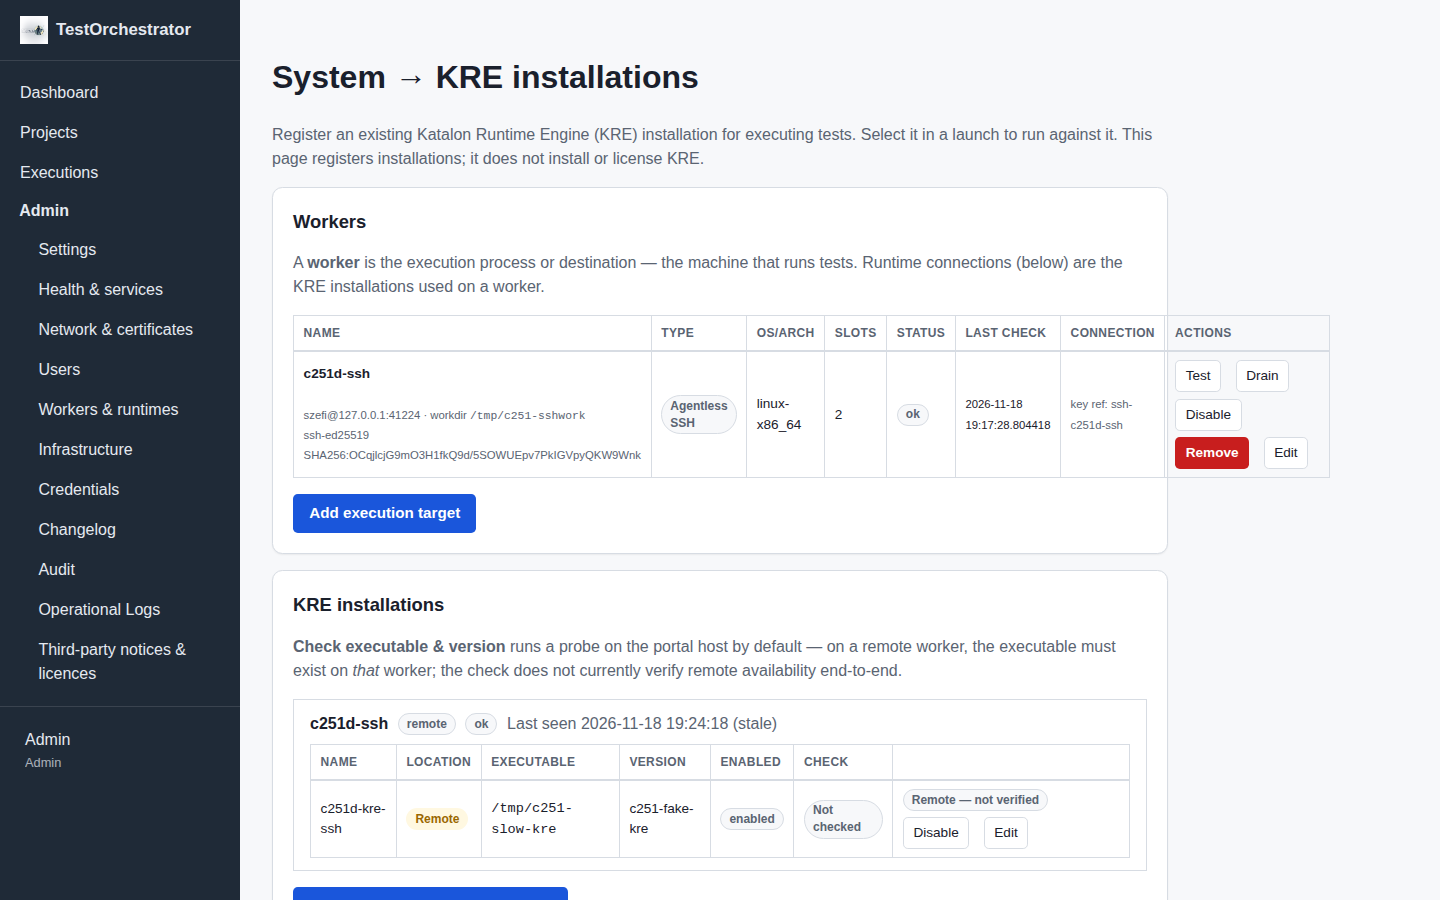 TestOrchestrator
Dashboard
Projects
Executions
Admin
Settings
Health & services
Network & certificates
Users
Workers & runtimes
Infrastructure
Credentials
Changelog
Audit
Operational Logs
Third-party notices &
licences
Admin
Admin
System → KRE installations
Register an existing Katalon Runtime Engine (KRE) installation for executing tests. Select it in a launch to run against it. This
page registers installations; it does not install or license KRE.
Workers
A worker is the execution process or destination — the machine that runs tests. Runtime connections (below) are the
KRE installations used on a worker.
NAME TYPE OS/ARCH SLOTS STATUS LAST CHECK CONNECTION ACTIONS
c251d-ssh
szefi@127.0.0.1:41224 · workdir /tmp/c251-sshwork
ssh-ed25519
SHA256:OCqjlcjG9mO3H1fkQ9d/5SOWUEpv7PkIGVpyQKW9Wnk
Agentless
SSH
linux-
x86_64
2
ok
2026-11-18
19:17:28.804418
key ref: ssh-
c251d-ssh
Test Drain
Disable
Remove Edit
Add execution target
KRE installations
Check executable & version runs a probe on the portal host by default — on a remote worker, the executable must
exist on that worker; the check does not currently verify remote availability end-to-end.
c251d-ssh remote ok Last seen 2026-11-18 19:24:18 (stale)
NAME LOCATION EXECUTABLE VERSION ENABLED CHECK
c251d-kre-
ssh
Remote
/tmp/c251-
slow-kre
c251-fake-
kre
enabled
Not
checked
Remote — not verified
Disable Edit